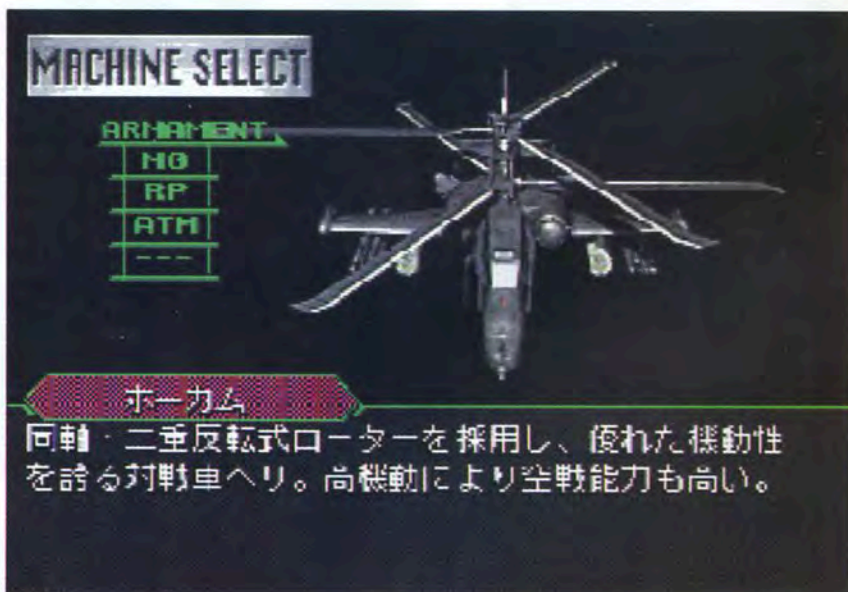 MACHINE SELECT
ARMAMENT
MG
RP
ATM
---
ホーカム
同軸・二重反転式ローターを採用し、優れた機動性
を誇る対戦車ヘリ。高機動により空戦能力も高い。